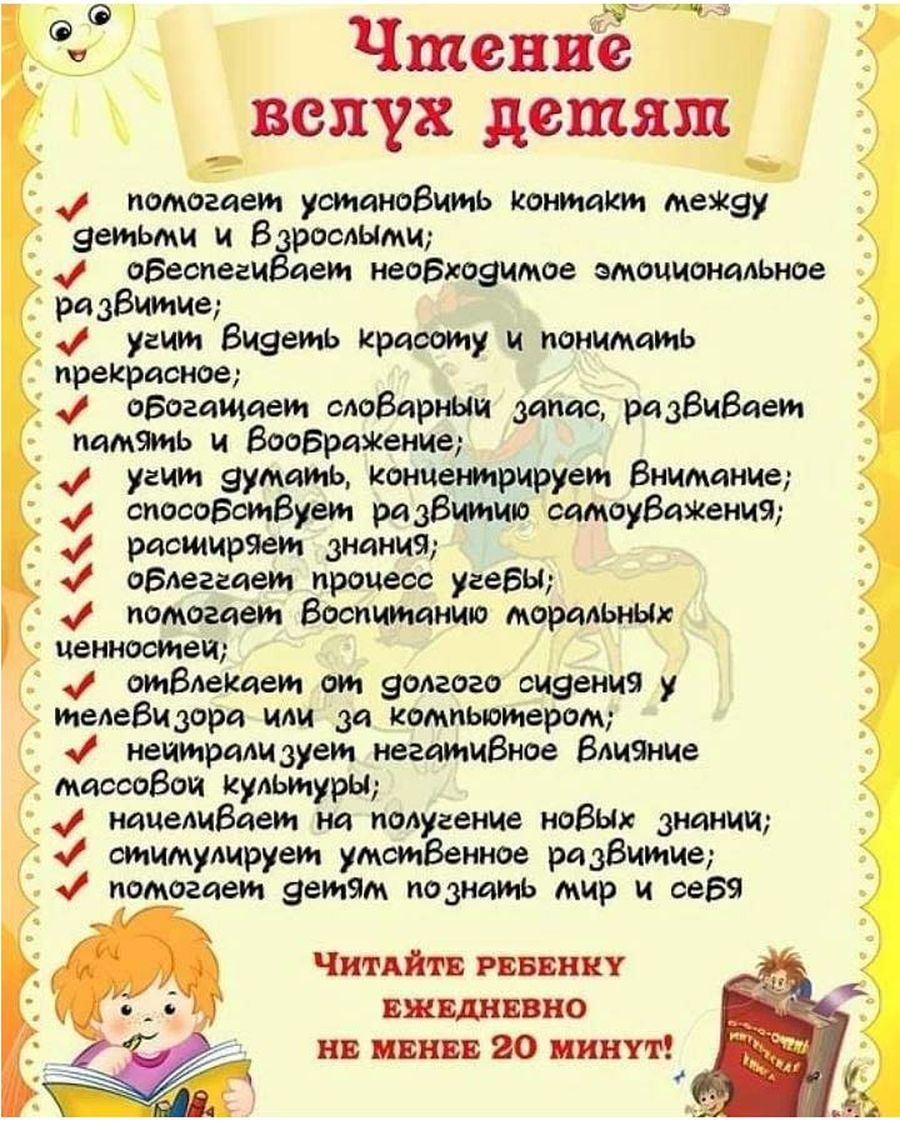 Чтение
вслух детям
помогает установить контакт между
детьми и взрослыми;
обеспечивает необходимое эмоциональное
развитие;
учит видеть красоту и понимать
прекрасное;
обогащает словарный запас, развивает
память и воображение;
учит думать, концентрирует внимание;
способствует развитию самоуважения;
расширяет знания;
облегчает процесс учебы;
помогает воспитанию моральных
ценностей;
отвлекает от долгого сидения у
телевизора или за компьютером;
нейтрализует негативное влияние
массовой культуры;
нацеливает на получение новых знаний;
стимулирует умственное развитие;
помогает детям познать мир и себя
Читайте ребенку
ежедневно
не менее 20 минут!
О-о-о-очень
интересная
книга